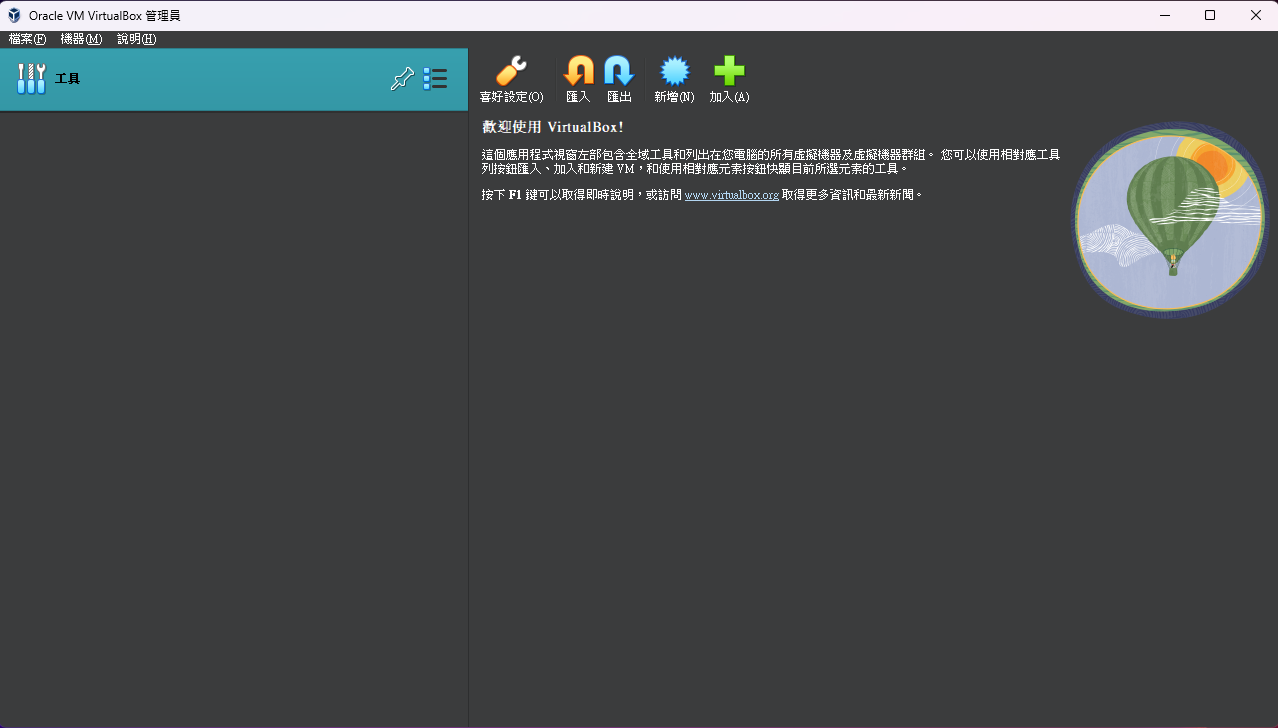 Oracle VM VirtualBox 管理員
檔案(F) 機器(M) 說明(H)
工具
喜好設定(O) 匯入 匯出 新增(N) 加入(A)
歡迎使用 VirtualBox!
這個應用程式視窗左部包含全域工具和列出在您電腦的所有虛擬機器及虛擬機器群組。 您可以使用相對應工具
列按鈕匯入、加入和新建 VM，和使用相對應元素按鈕快顯目前所選元素的工具。
按下 F1 鍵可以取得即時說明，或訪問 www.virtualbox.org 取得更多資訊和最新新聞。